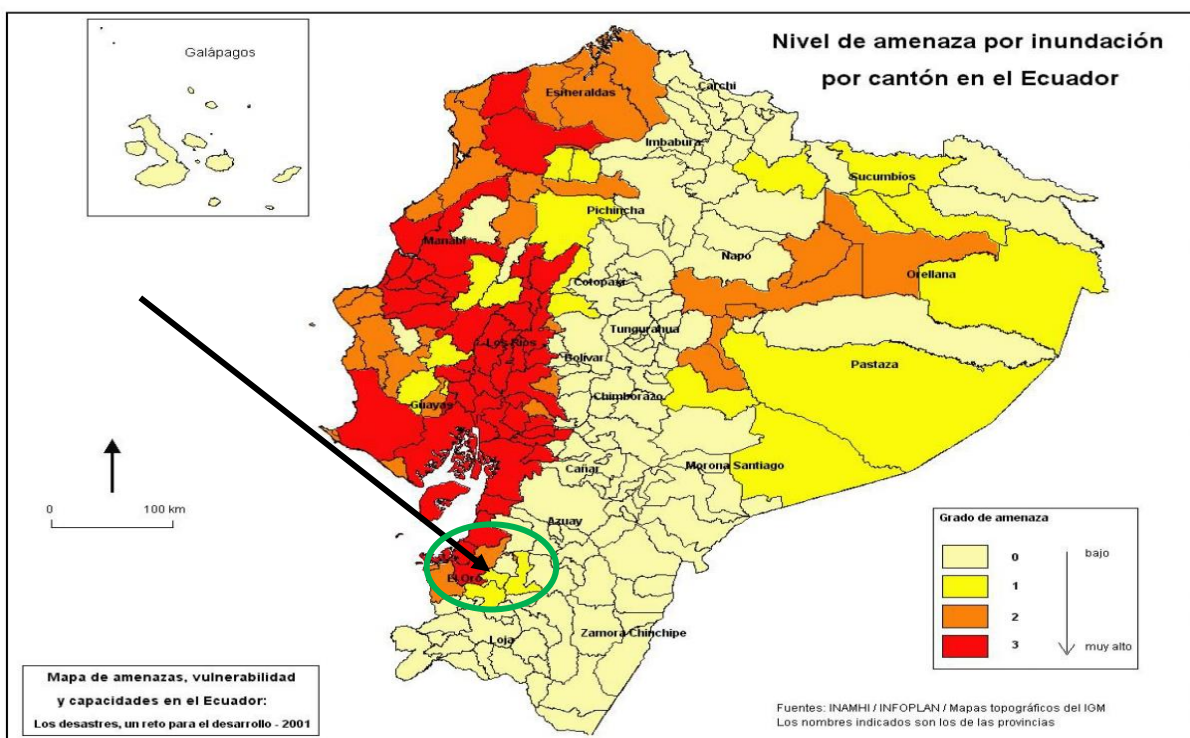 Galápagos
Nivel de amenaza por inundación
por cantón en el Ecuador
Carchi
Esmeraldas
Imbabura
Sucumbíos
Pichincha
Manabí
Napo
Orellana
Cotopaxi
Tungurahua
Los Ríos
Bolívar
Pastaza
Chimborazo
Guayas
Cañar
Morona Santiago
Azuay
El Oro
Zamora Chinchipe
Loja
0 100 km
Grado de amenaza
0 bajo
1
2
3 muy alto
Mapa de amenazas, vulnerabilidad
y capacidades en el Ecuador:
Los desastres, un reto para el desarrollo - 2001
Fuentes: INAMHI / INFOPLAN / Mapas topográficos del IGM
Los nombres indicados son los de las provincias